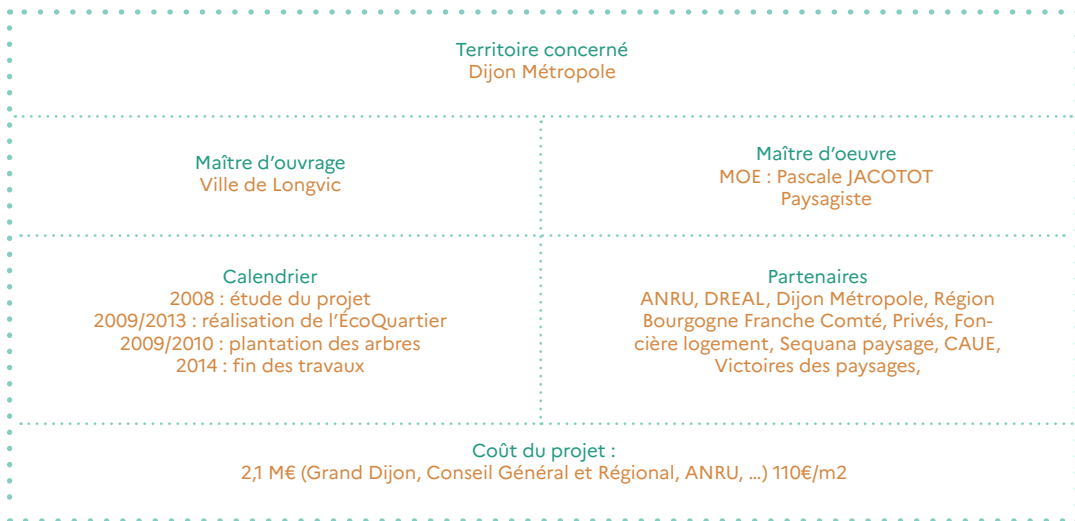 Territoire concerné
Dijon Métropole
Maître d'ouvrage
Ville de Longvic
Maître d'oeuvre
MOE : Pascale JACOTOT
Paysagiste
Calendrier
2008 : étude du projet
2009/2013 : réalisation de l'ÉcoQuartier
2009/2010 : plantation des arbres
2014 : fin des travaux
Partenaires
ANRU, DREAL, Dijon Métropole, Région
Bourgogne Franche Comté, Privés, Fon-
cière logement, Sequana paysage, CAUE,
Victoires des paysages,
Coût du projet :
2,1 M€ (Grand Dijon, Conseil Général et Régional, ANRU, ...) 110€/m2